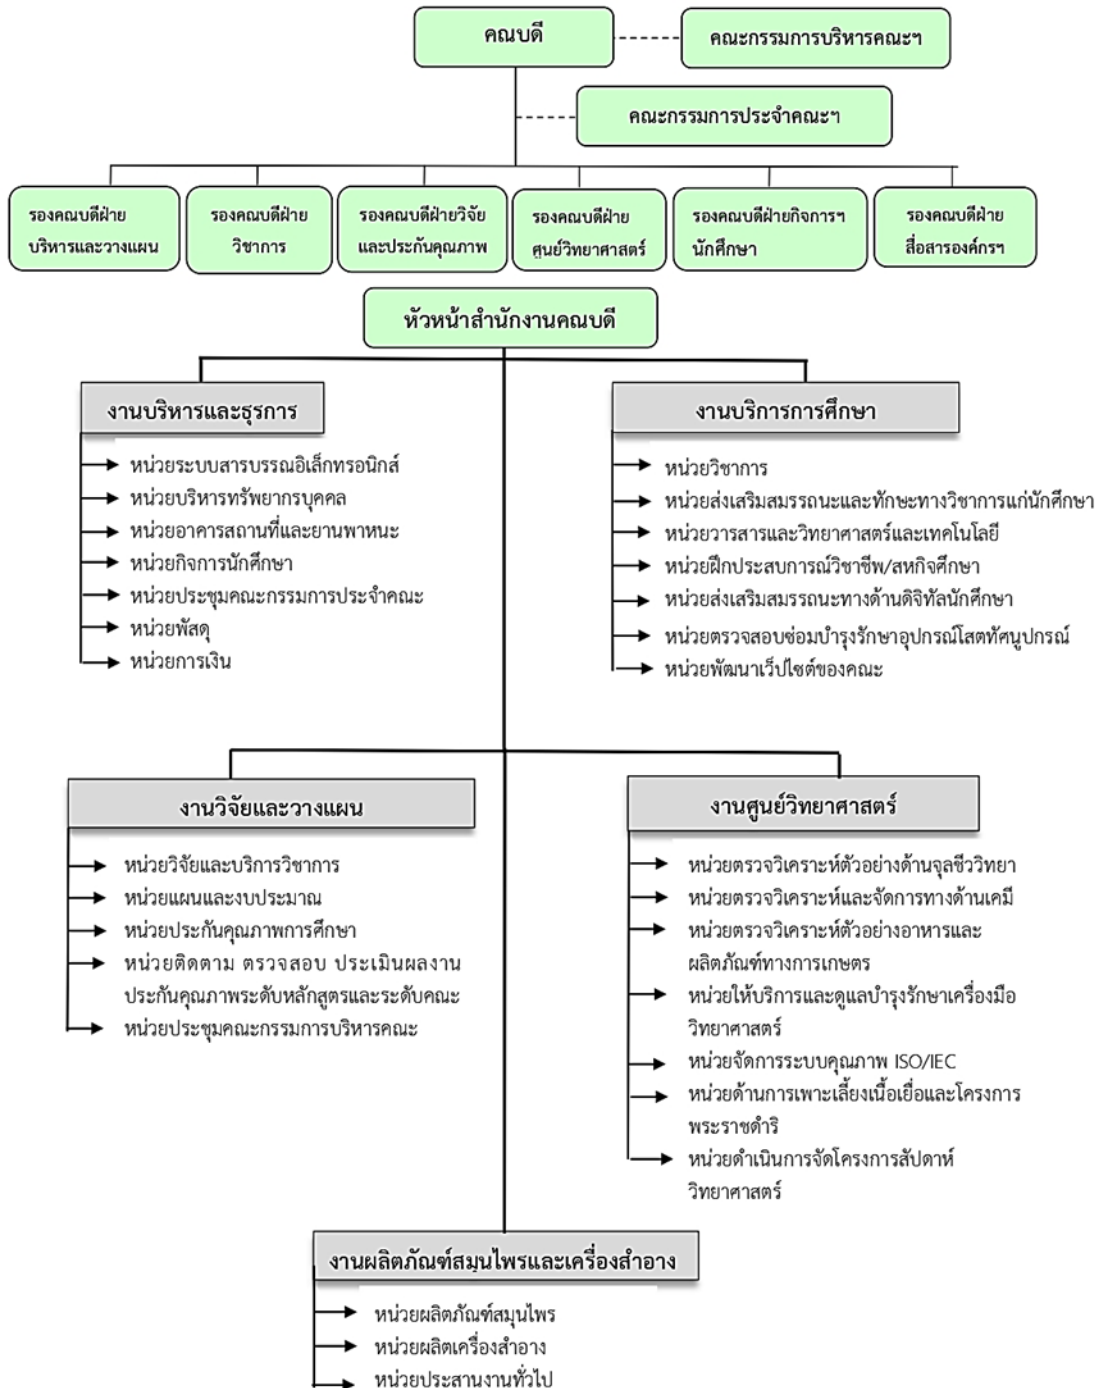 คณบดี
คณะกรรมการบริหารคณะฯ
คณะกรรมการประจำคณะฯ
รองคณบดีฝ่าย
บริหารและวางแผน
รองคณบดีฝ่าย
วิชาการ
รองคณบดีฝ่ายวิจัย
และประกันคุณภาพ
รองคณบดีฝ่าย
ศูนย์วิทยาศาสตร์
รองคณบดีฝ่ายกิจการฯ
นักศึกษา
รองคณบดีฝ่าย
สื่อสารองค์กรฯ
หัวหน้าสำนักงานคณบดี
งานบริหารและธุรการ
หน่วยระบบสารบรรณอิเล็กทรอนิกส์
หน่วยบริหารทรัพยากรบุคคล
หน่วยอาคารสถานที่และยานพาหนะ
หน่วยกิจการนักศึกษา
หน่วยประชุมคณะกรรมการประจำคณะ
หน่วยพัสดุ
หน่วยการเงิน
งานบริการการศึกษา
หน่วยวิชาการ
หน่วยส่งเสริมสมรรถนะและทักษะทางวิชาการแก่นักศึกษา
หน่วยวารสารและวิทยาศาสตร์และเทคโนโลยี
หน่วยฝึกประสบการณ์วิชาชีพ/สหกิจศึกษา
หน่วยส่งเสริมสมรรถนะทางด้านดิจิทัลนักศึกษา
หน่วยตรวจสอบซ่อมบำรุงรักษาอุปกรณ์โสตทัศนูปกรณ์
หน่วยพัฒนาเว็ปไซต์ของคณะ
งานวิจัยและวางแผน
หน่วยวิจัยและบริการวิชาการ
หน่วยแผนและงบประมาณ
หน่วยประกันคุณภาพการศึกษา
หน่วยติดตาม ตรวจสอบ ประเมินผลงาน
ประกันคุณภาพระดับหลักสูตรและระดับคณะ
หน่วยประชุมคณะกรรมการบริหารคณะ
งานศูนย์วิทยาศาสตร์
หน่วยตรวจวิเคราะห์ตัวอย่างด้านจุลชีววิทยา
หน่วยตรวจวิเคราะห์และจัดการทางด้านเคมี
หน่วยตรวจวิเคราะห์ตัวอย่างอาหารและ
ผลิตภัณฑ์ทางการเกษตร
หน่วยให้บริการและดูแลบำรุงรักษาเครื่องมือ
วิทยาศาสตร์
หน่วยจัดการระบบคุณภาพ ISO/IEC
หน่วยด้านการเพาะเลี้ยงเนื้อเยื่อและโครงการ
พระราชดำริ
หน่วยดำเนินการจัดโครงการสัปดาห์
วิทยาศาสตร์
งานผลิตภัณฑ์สมุนไพรและเครื่องสำอาง
หน่วยผลิตภัณฑ์สมุนไพร
หน่วยผลิตเครื่องสำอาง
หน่วยประสานงานทั่วไป